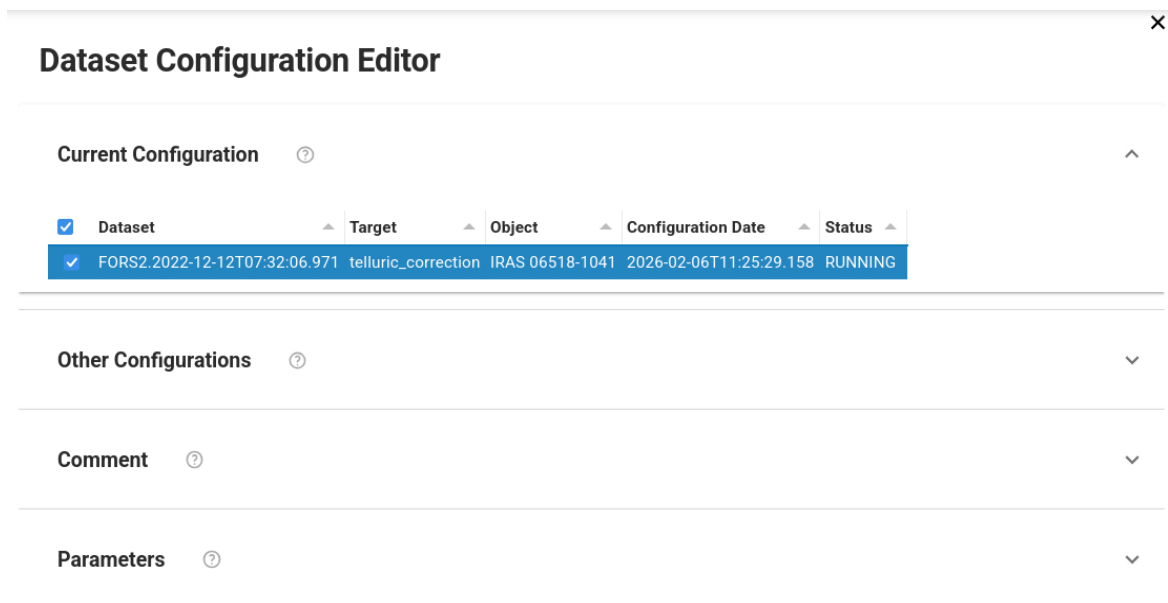 Dataset Configuration Editor
Current Configuration
Dataset Target Object Configuration Date Status
FORS2.2022-12-12T07:32:06.971 telluric_correction IRAS 06518-1041 2026-02-06T11:25:29.158 RUNNING
Other Configurations
Comment
Parameters